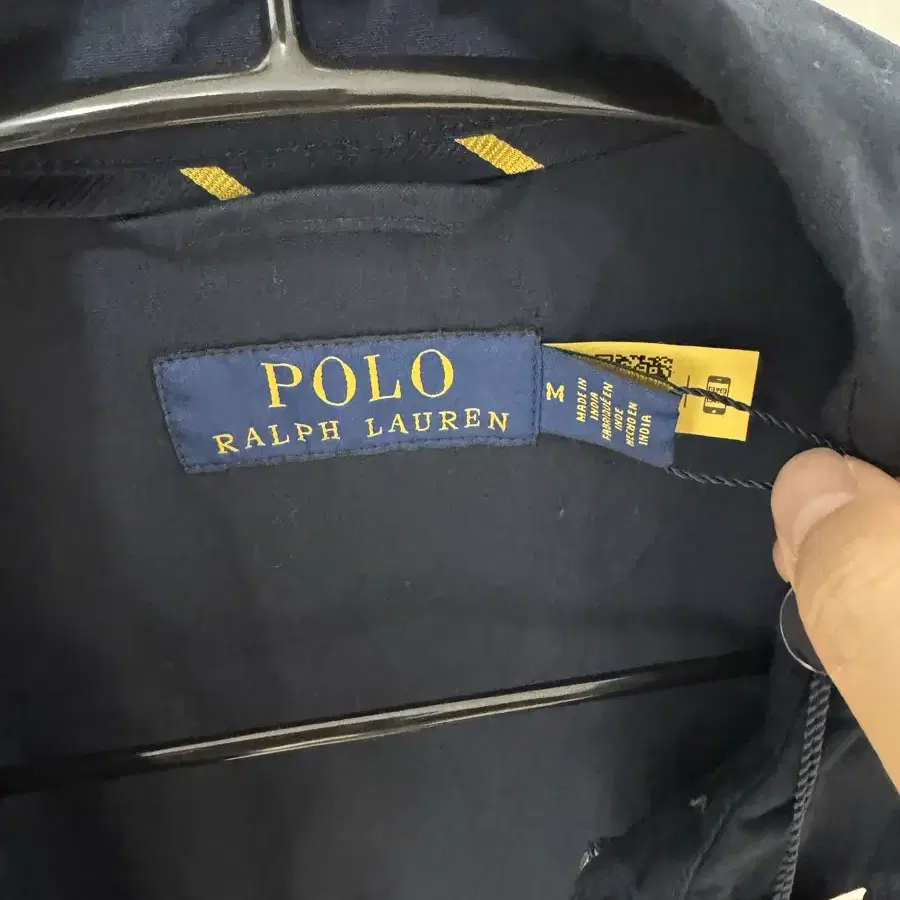 POLO
RALPH LAUREN
M
MADE IN
INDIA
FABRIQUÉ EN
INDE
HECHO EN
INDIA